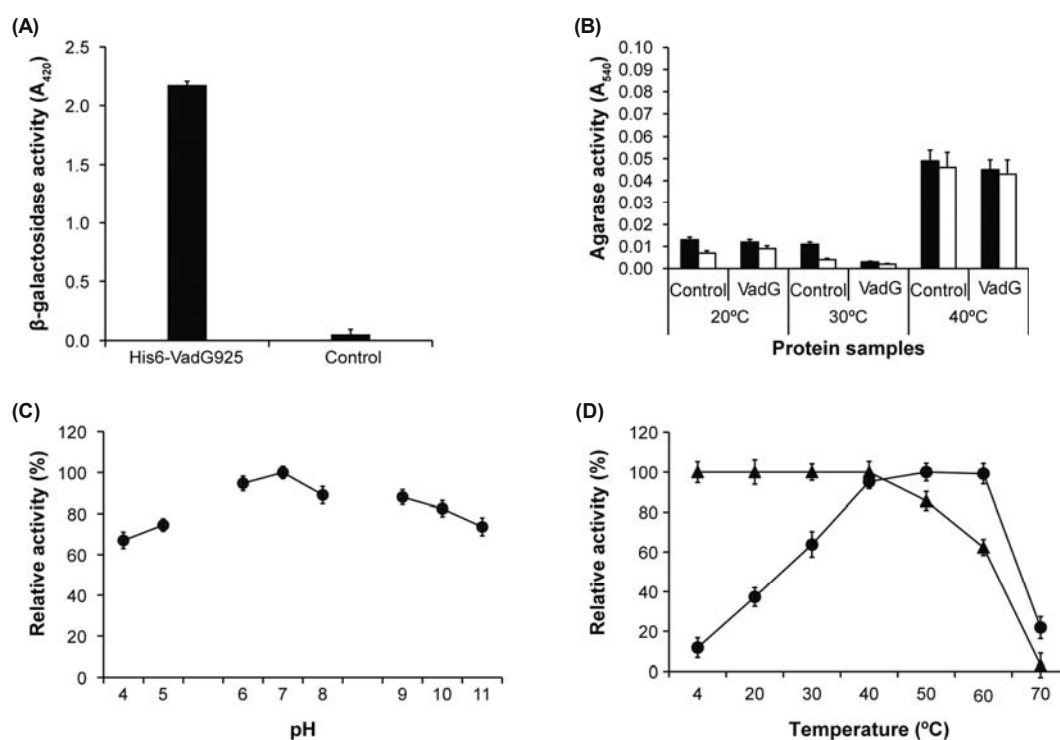 (A)
β-galactosidase activity (A420)
2.5
2.0
1.5
1.0
0.5
0.0
His6-VadG925 Control
(B)
Agarase activity (A540)
0.10
0.09
0.08
0.07
0.06
0.05
0.04
0.03
0.02
0.01
0.00
Control VadG Control VadG Control VadG
20ºC 30ºC 40ºC
Protein samples
(C)
Relative activity (%)
120
100
80
60
40
20
0
4 5 6 7 8 9 10 11
pH
(D)
Relative activity (%)
120
100
80
60
40
20
0
4 20 30 40 50 60 70
Temperature (ºC)